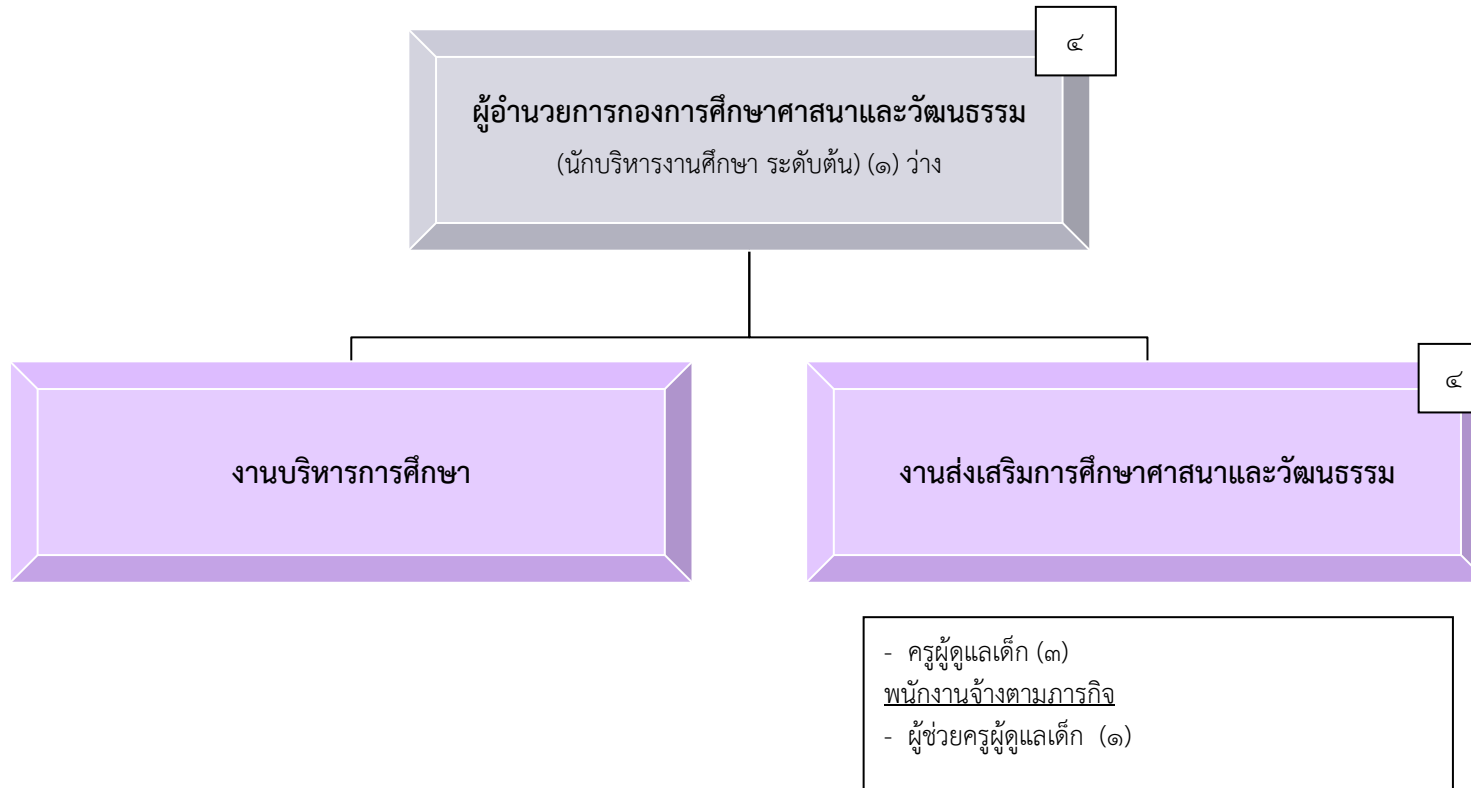 ๔
ผู้อำนวยการกองการศึกษาศาสนาและวัฒนธรรม
(นักบริหารงานศึกษา ระดับต้น) (๑) ว่าง
๔
งานบริหารการศึกษา
งานส่งเสริมการศึกษาศาสนาและวัฒนธรรม
- ครูผู้ดูแลเด็ก (๓)
พนักงานจ้างตามภารกิจ
- ผู้ช่วยครูผู้ดูแลเด็ก (๑)